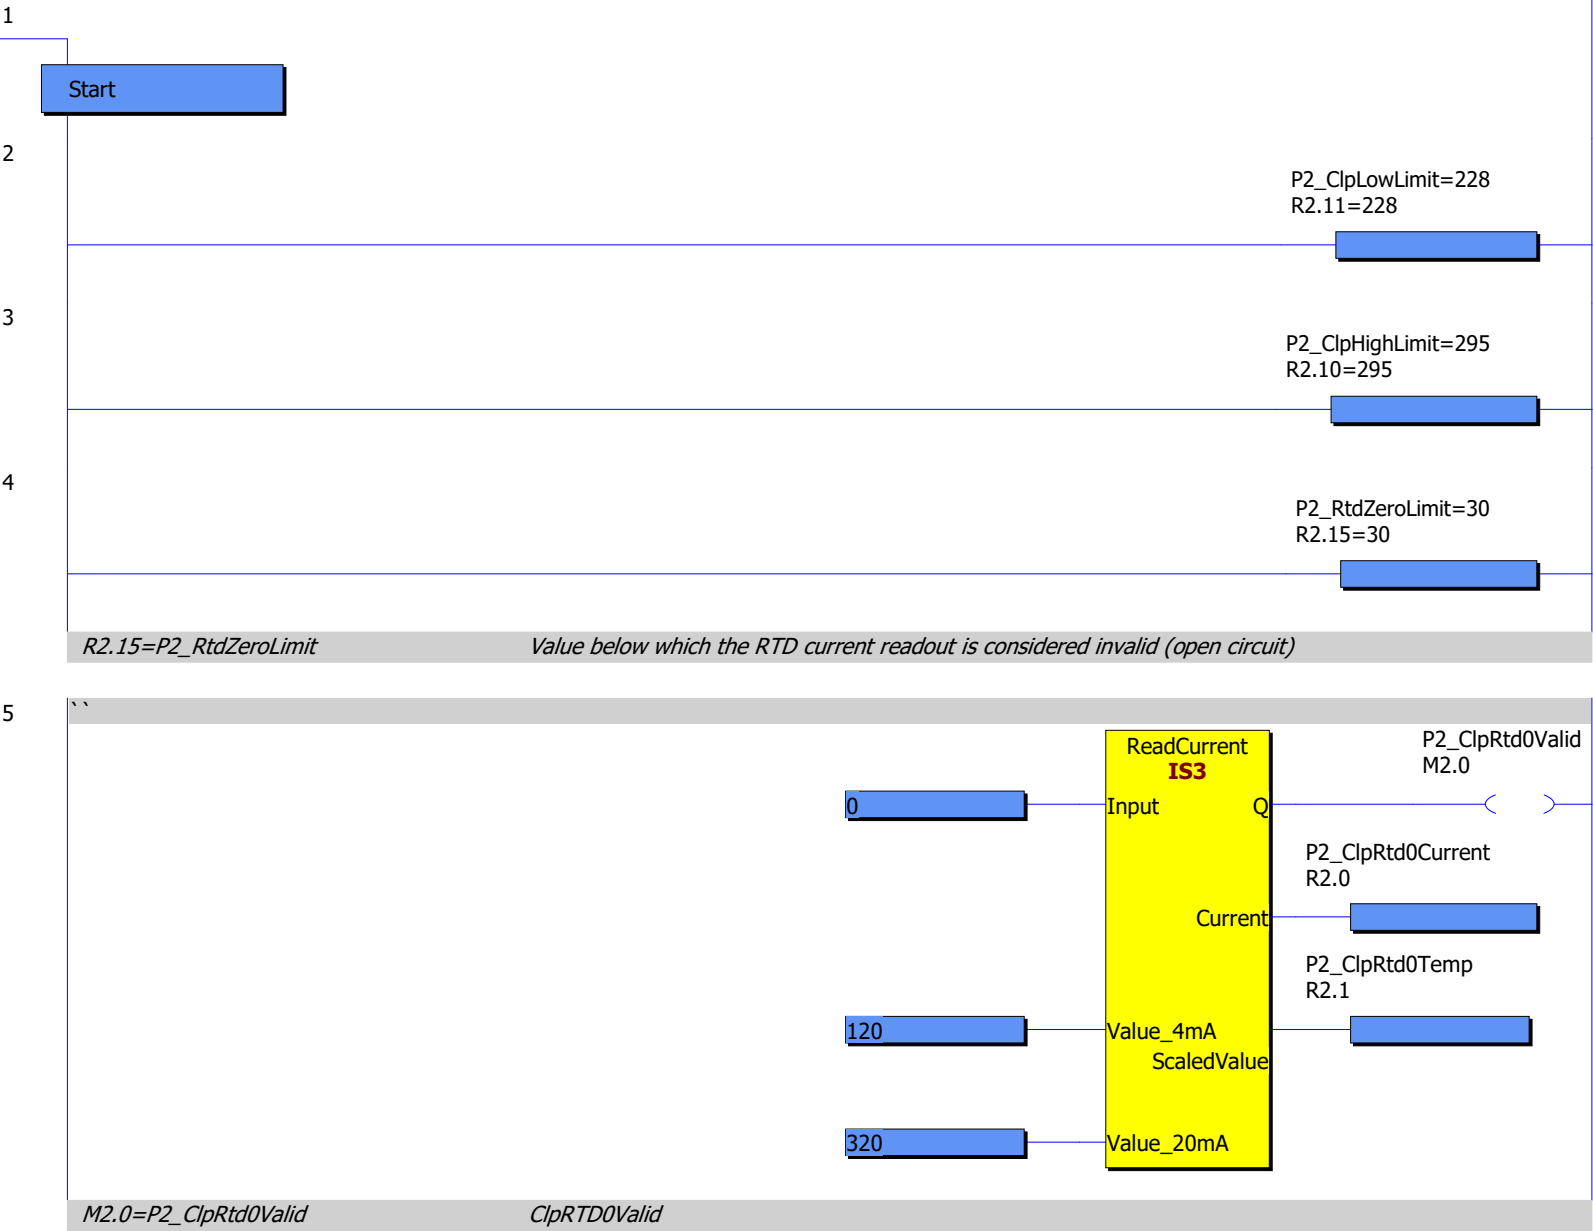 1
Start
2
P2_ClpLowLimit=228
R2.11=228
3
P2_ClpHighLimit=295
R2.10=295
4
P2_RtdZeroLimit=30
R2.15=30
R2.15=P2_RtdZeroLimit Value below which the RTD current readout is considered invalid (open circuit)
5
``
ReadCurrent
IS3
P2_ClpRtd0Valid
M2.0
0
Input Q
P2_ClpRtd0Current
R2.0
Current
P2_ClpRtd0Temp
R2.1
120
Value_4mA
ScaledValue
320
Value_20mA
M2.0=P2_ClpRtd0Valid ClpRTD0Valid